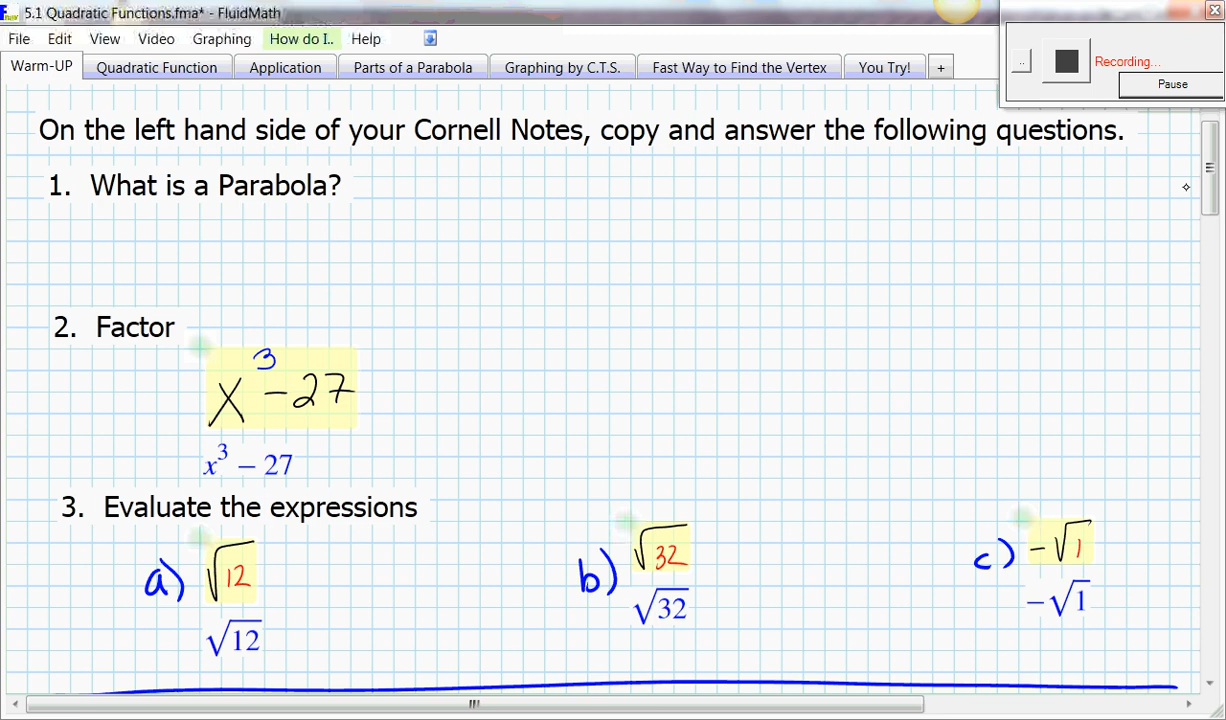 5.1 Quadratic Functions.fma* - FluidMath
File Edit View Video Graphing How do I.. Help
Warm-UP Quadratic Function Application Parts of a Parabola Graphing by C.T.S. Fast Way to Find the Vertex You Try! +
.. Recording...
Pause
On the left hand side of your Cornell Notes, copy and answer the following questions.
1. What is a Parabola?
2. Factor
x³ - 27
x³ - 27
3. Evaluate the expressions
a) √12 b) √32 c) -√1
√12 √32 -√1